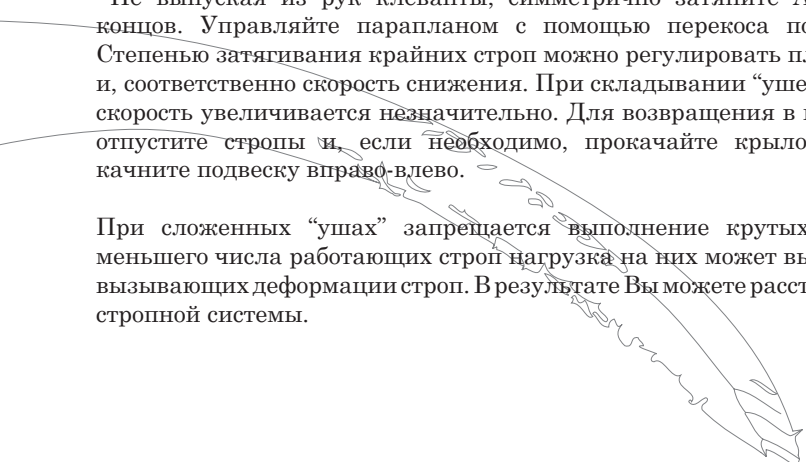 Не выпуская из рук клеванты, симметрично затяните А
концов. Управляйте парапланом с помощью перекоса по
Степенью затягивания крайних строп можно регулировать пл
и, соответственно скорость снижения. При складывании “уше
скорость увеличивается незначительно. Для возвращения в н
отпустите стропы и, если необходимо, прокачайте крыло
качните подвеску вправо-влево.
При сложенных “ушах” запрещается выполнение крутых
меньшего числа работающих строп нагрузка на них может вы
вызывающих деформации строп. В результате Вы можете расст
стропной системы.